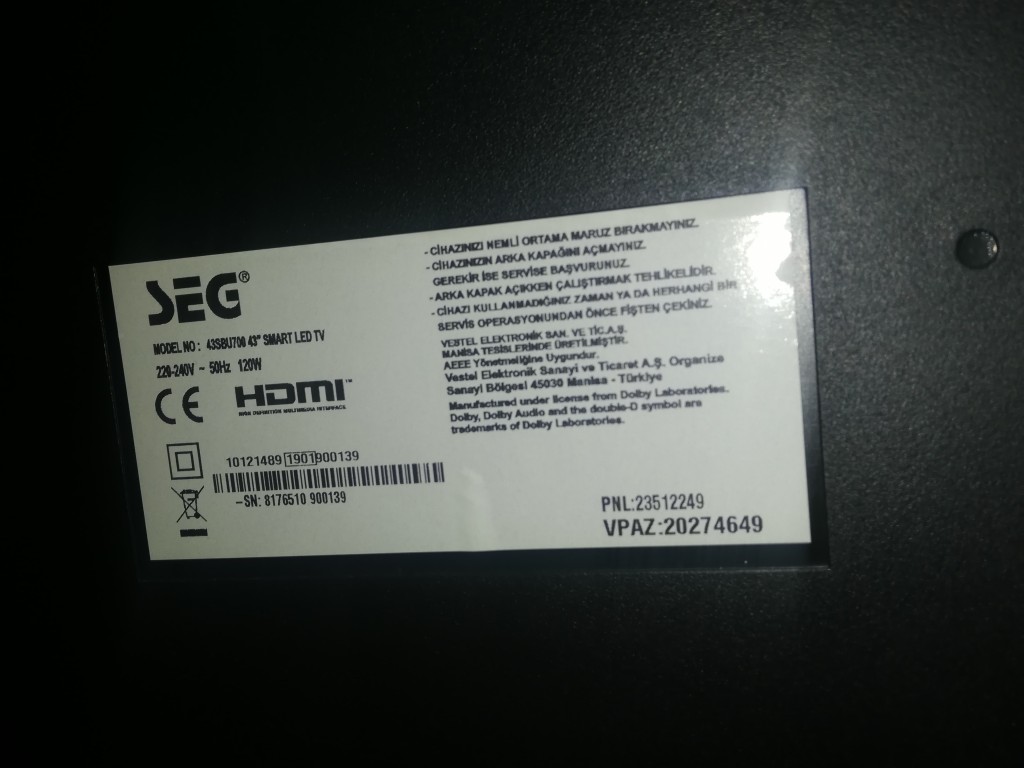 SEG®
MODEL NO : 43SBU700 43" SMART LED TV
220-240V ~ 50Hz 120W
CE HDMI™
HIGH DEFINITION MULTIMEDIA INTERFACE
10121489 1901 900139
-SN: 8176510 900139
- CİHAZINIZI NEMLİ ORTAMA MARUZ BIRAKMAYINIZ.
- CİHAZINIZIN ARKA KAPAĞINI AÇMAYINIZ.
GEREKİR İSE SERVİSE BAŞVURUNUZ.
- ARKA KAPAK AÇIKKEN ÇALIŞTIRMAK TEHLİKELİDİR.
- CİHAZI KULLANMADIĞINIZ ZAMAN YA DA HERHANGİ BİR
SERVİS OPERASYONUNDAN ÖNCE FİŞTEN ÇEKİNİZ.
VESTEL ELEKTRONİK SAN. VE TİC.A.Ş.
MANİSA TESİSLERİNDE ÜRETİLMİŞTİR.
AEEE Yönetmeliğine Uygundur.
Vestel Elektronik Sanayi ve Ticaret A.Ş. Organize
Sanayi Bölgesi 45030 Manisa - Türkiye
Manufactured under license from Dolby Laboratories.
Dolby, Dolby Audio and the double-D symbol are
trademarks of Dolby Laboratories.
PNL:23512249
VPAZ:20274649